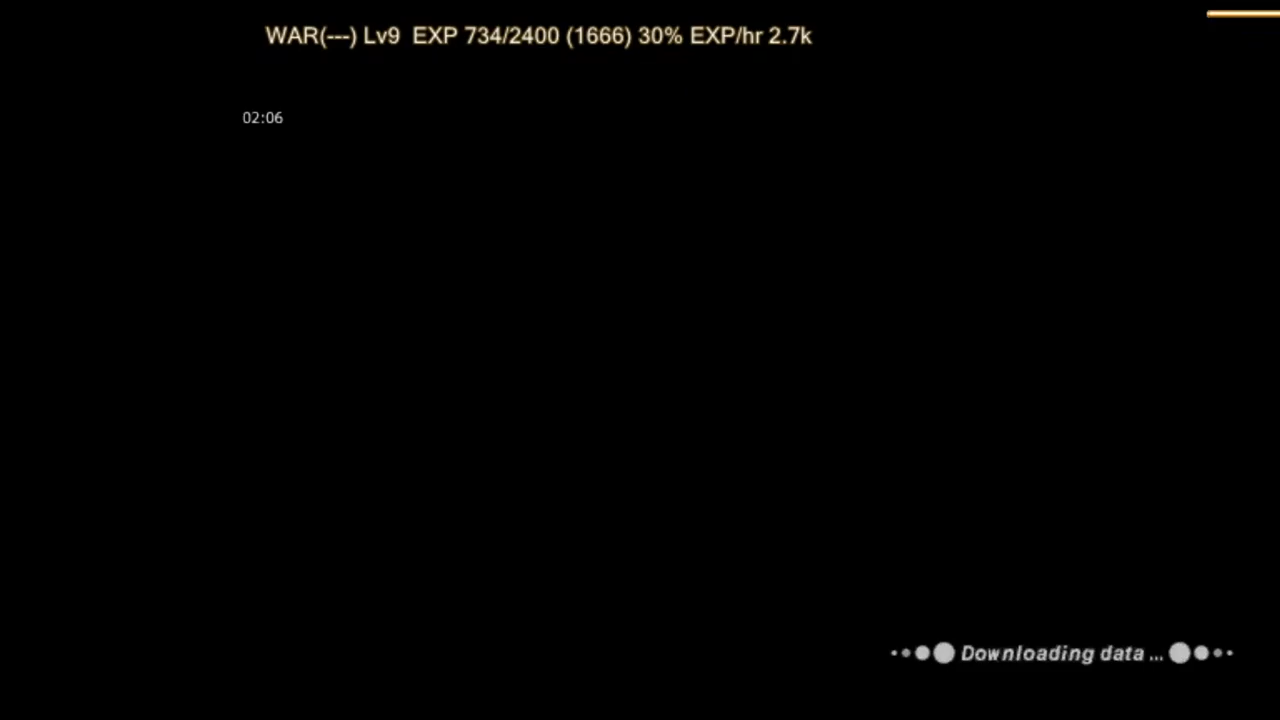 WAR(---) Lv9 EXP 734/2400 (1666) 30% EXP/hr 2.7k
02:06
Downloading data ...